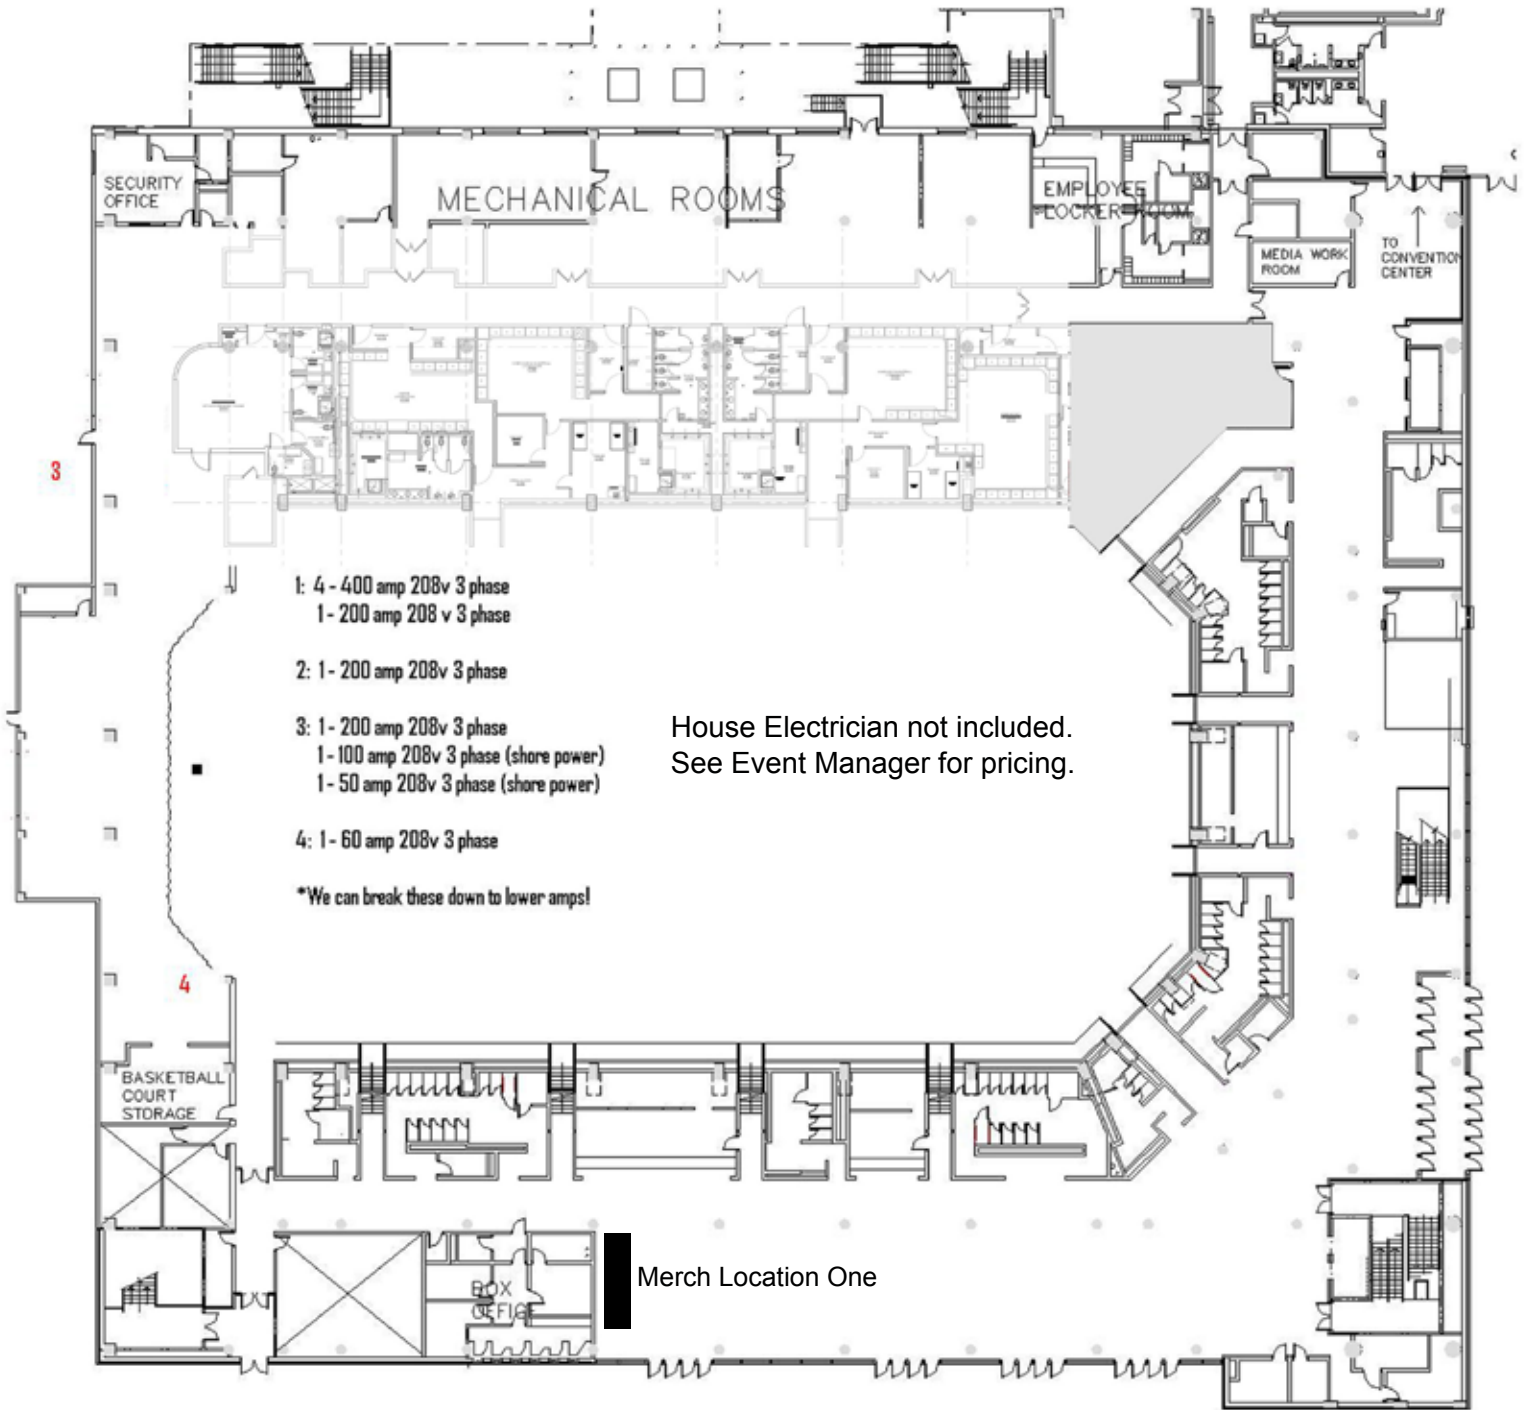 SECURITY
OFFICE
MECHANICAL ROOMS
EMPLOYEE
LOCKER ROOM
MEDIA WORK
ROOM
TO
CONVENTION
CENTER
3
1: 4 - 400 amp 208v 3 phase
1 - 200 amp 208 v 3 phase
2: 1 - 200 amp 208v 3 phase
3: 1 - 200 amp 208v 3 phase
1 - 100 amp 208v 3 phase (shore power)
1 - 50 amp 208v 3 phase (shore power)
4: 1 - 60 amp 208v 3 phase
*We can break these down to lower amps!
House Electrician not included.
See Event Manager for pricing.
4
BASKETBALL
COURT
STORAGE
BOX
OFFICE
Merch Location One